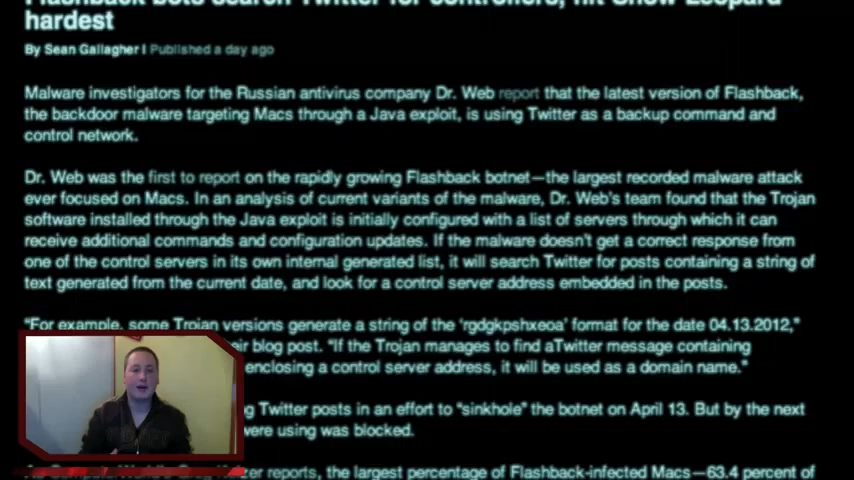 Flashback bots search Twitter for controllers, hit Snow Leopard
hardest
By Sean Gallagher | Published a day ago
Malware investigators for the Russian antivirus company Dr. Web report that the latest version of Flashback,
the backdoor malware targeting Macs through a Java exploit, is using Twitter as a backup command and
control network.
Dr. Web was the first to report on the rapidly growing Flashback botnet—the largest recorded malware attack
ever focused on Macs. In an analysis of current variants of the malware, Dr. Web's team found that the Trojan
software installed through the Java exploit is initially configured with a list of servers through which it can
receive additional commands and configuration updates. If the malware doesn't get a correct response from
one of the control servers in its own internal generated list, it will search Twitter for posts containing a string of
text generated from the current date, and look for a control server address embedded in the posts.
"For example, some Trojan versions generate a string of the 'rgdgkpshxeoa' format for the date 04.13.2012,"
eir blog post. "If the Trojan manages to find aTwitter message containing
enclosing a control server address, it will be used as a domain name."
g Twitter posts in an effort to "sinkhole" the botnet on April 13. But by the next
were using was blocked.
zer reports, the largest percentage of Flashback-infected Macs—63.4 percent of